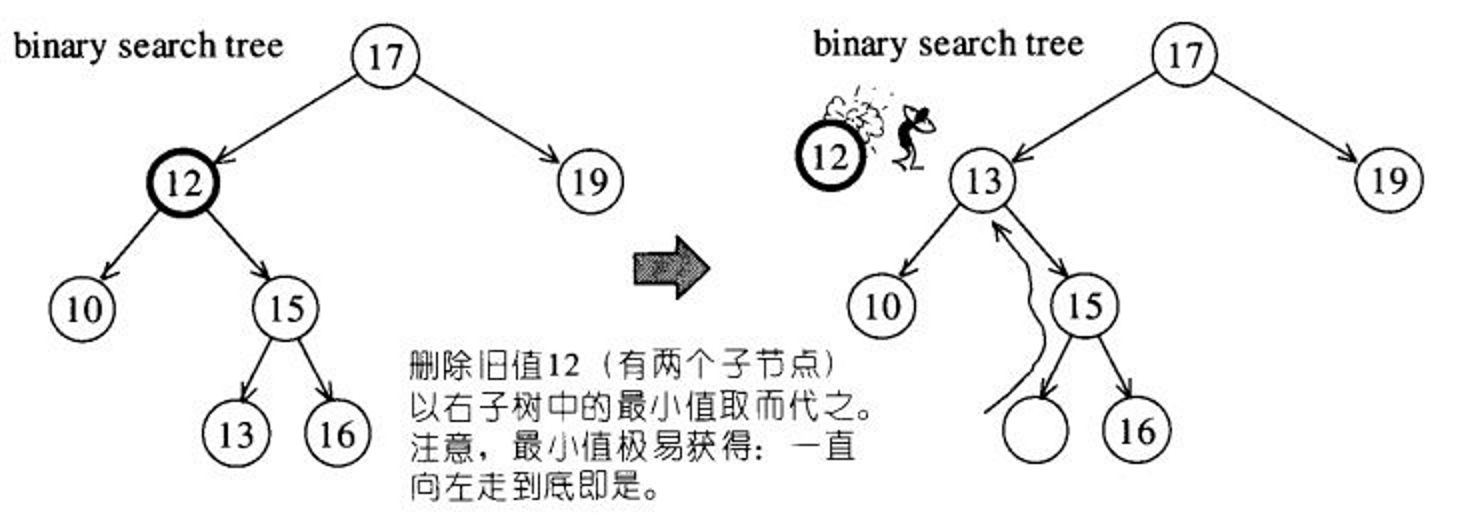 binary search tree
17
12
19
10
15
13
16
删除旧值12（有两个子节点）
以右子树中的最小值取而代之。
注意，最小值极易获得：一直
向左走到底即是。
binary search tree
17
12
13
19
10
15
16